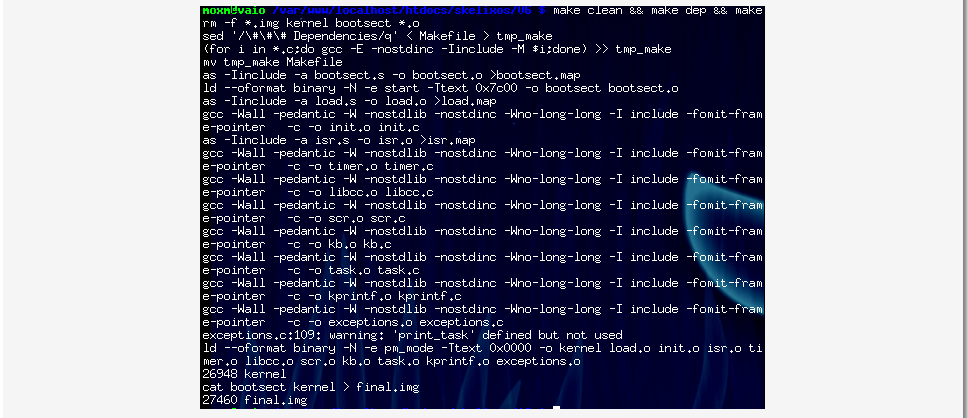 moxm@vaio /var/www/localhost/htdocs/skelixos/ $ make clean && make dep && make
rm -f *.img kernel bootsect *.o
sed '/\#\#\# Dependencies/q' < Makefile > tmp_make
(for i in *.c;do gcc -E -nostdinc -Iinclude -M $i;done) >> tmp_make
mv tmp_make Makefile
as -Iinclude -a bootsect.s -o bootsect.o >bootsect.map
ld --oformat binary -N -e start -Ttext 0x7c00 -o bootsect bootsect.o
as -Iinclude -a load.s -o load.o >load.map
gcc -Wall -pedantic -W -nostdlib -nostdinc -Wno-long-long -I include -fomit-fram
e-pointer   -c -o init.o init.c
as -Iinclude -a isr.s -o isr.o >isr.map
gcc -Wall -pedantic -W -nostdlib -nostdinc -Wno-long-long -I include -fomit-fram
e-pointer   -c -o timer.o timer.c
gcc -Wall -pedantic -W -nostdlib -nostdinc -Wno-long-long -I include -fomit-fram
e-pointer   -c -o libcc.o libcc.c
gcc -Wall -pedantic -W -nostdlib -nostdinc -Wno-long-long -I include -fomit-fram
e-pointer   -c -o scr.o scr.c
gcc -Wall -pedantic -W -nostdlib -nostdinc -Wno-long-long -I include -fomit-fram
e-pointer   -c -o kb.o kb.c
gcc -Wall -pedantic -W -nostdlib -nostdinc -Wno-long-long -I include -fomit-fram
e-pointer   -c -o task.o task.c
gcc -Wall -pedantic -W -nostdlib -nostdinc -Wno-long-long -I include -fomit-fram
e-pointer   -c -o kprintf.o kprintf.c
gcc -Wall -pedantic -W -nostdlib -nostdinc -Wno-long-long -I include -fomit-fram
e-pointer   -c -o exceptions.o exceptions.c
exceptions.c:109: warning: 'print_task' defined but not used
ld --oformat binary -N -e pm_mode -Ttext 0x0000 -o kernel load.o init.o isr.o ti
mer.o libcc.o scr.o kb.o task.o kprintf.o exceptions.o
26948 kernel
cat bootsect kernel > final.img
27460 final.img